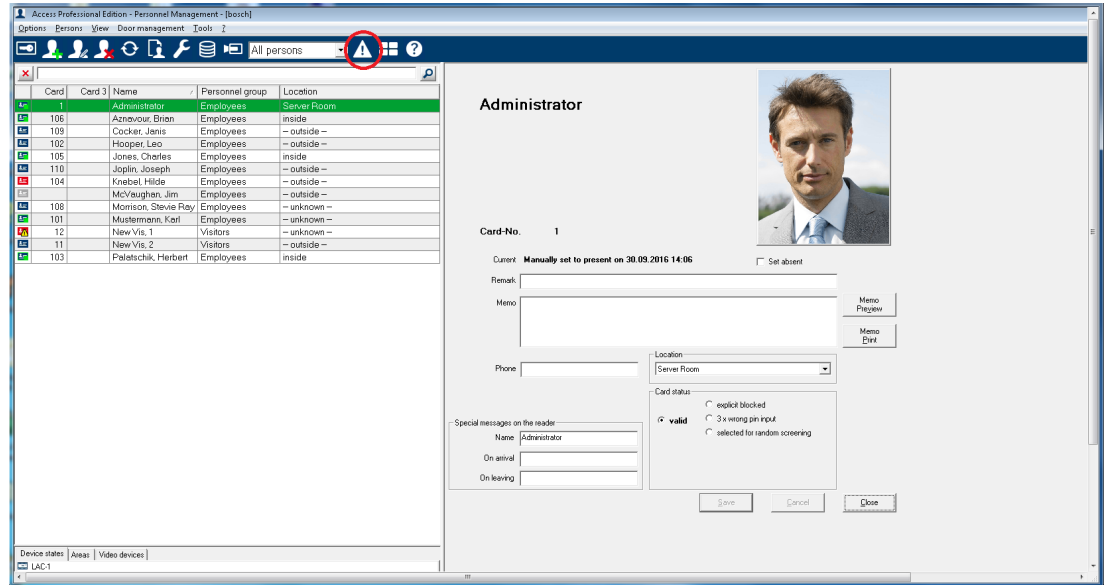 Access Professional Edition - Personnel Management - [bosch]
Options Persons View Door management Tools ?
All persons
Card Card 3 Name Personnel group Location
1 Administrator Employees Server Room
106 Aznavour, Brian Employees inside
109 Cocker, Janis Employees -- outside --
102 Hooper, Leo Employees -- outside --
105 Jones, Charles Employees inside
110 Joplin, Joseph Employees -- outside --
104 Knebel, Hilde Employees -- outside --
McVaughan, Jim Employees -- outside --
108 Morrison, Stevie Ray Employees -- unknown --
101 Mustermann, Karl Employees -- unknown --
12 New Vis, 1 Visitors -- unknown --
11 New Vis, 2 Visitors -- outside --
103 Palatschik, Herbert Employees inside
Device states Areas Video devices
LAC-1
Administrator
Card-No. 1
Current Manually set to present on 30.09.2016 14:06
Set absent
Remark
Memo
Memo Preview
Memo Print
Phone
Location
Server Room
Card status
valid
explicit blocked
3 x wrong pin input
selected for random screening
Special messages on the reader
Name Administrator
On arrival
On leaving
Save Cancel Close